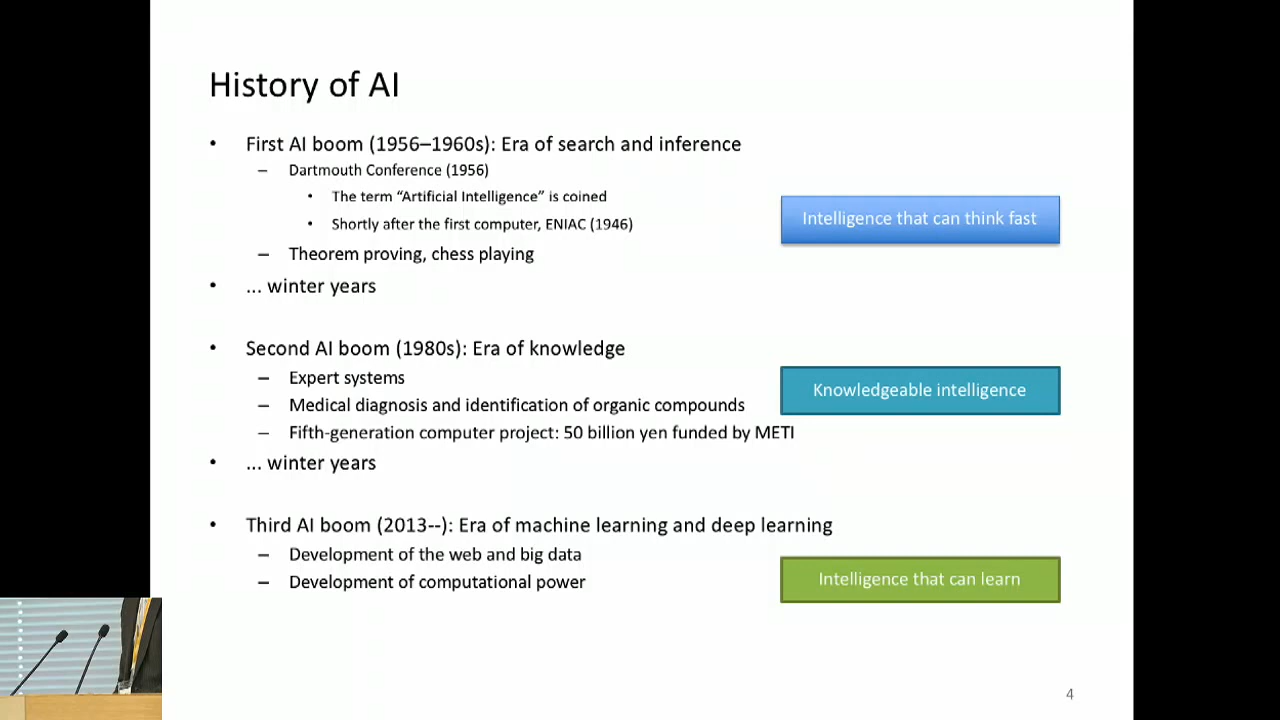 History of AI
• First AI boom (1956–1960s): Era of search and inference
– Dartmouth Conference (1956)
• The term “Artificial Intelligence” is coined
• Shortly after the first computer, ENIAC (1946)
– Theorem proving, chess playing
Intelligence that can think fast
• ... winter years
• Second AI boom (1980s): Era of knowledge
– Expert systems
– Medical diagnosis and identification of organic compounds
– Fifth-generation computer project: 50 billion yen funded by METI
Knowledgeable intelligence
• ... winter years
• Third AI boom (2013--): Era of machine learning and deep learning
– Development of the web and big data
– Development of computational power
Intelligence that can learn
4